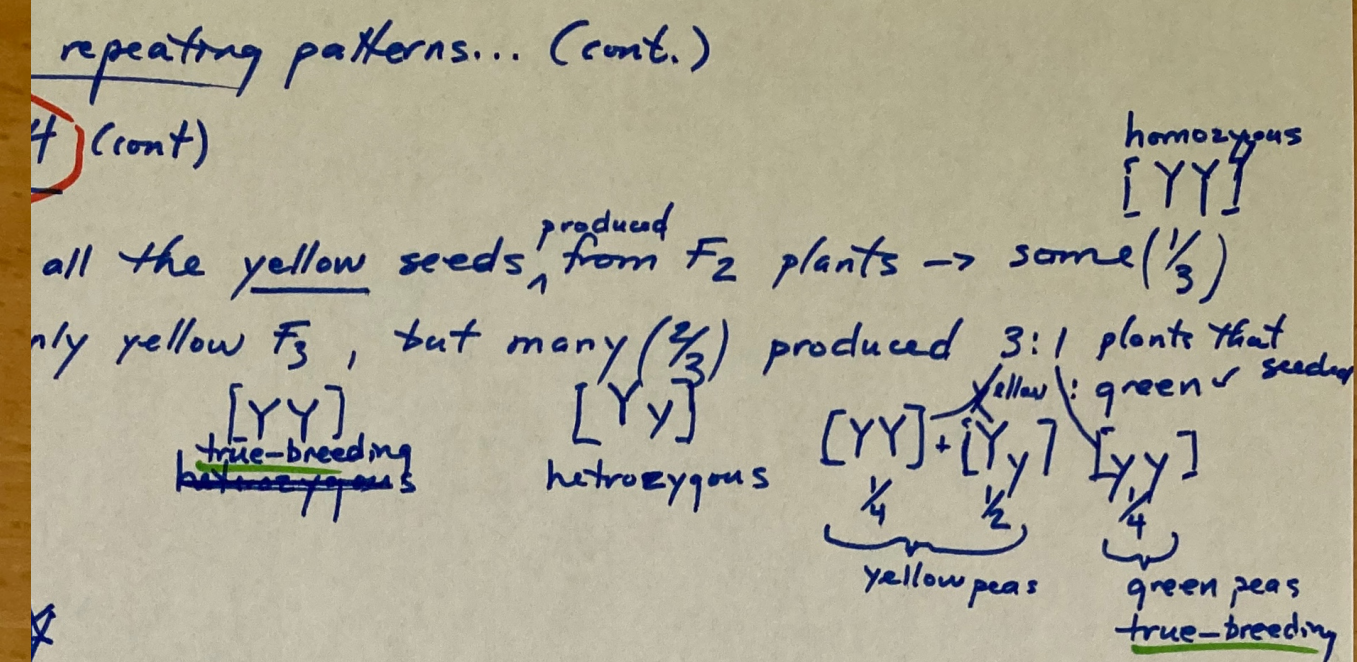 repeating patterns... (cont.)
4 (cont)
homozygous
[YY]
produced
all the yellow seeds ^ from F2 plants -> some (1/3)
nly yellow F3, but many (2/3) produced 3:1 plants that
yellow : green seeded
[YY] [Yy] [YY] + [Yy] [yy]
true-breeding
hetrozygous
1/4 1/2 1/4
yellow peas green peas
true-breeding